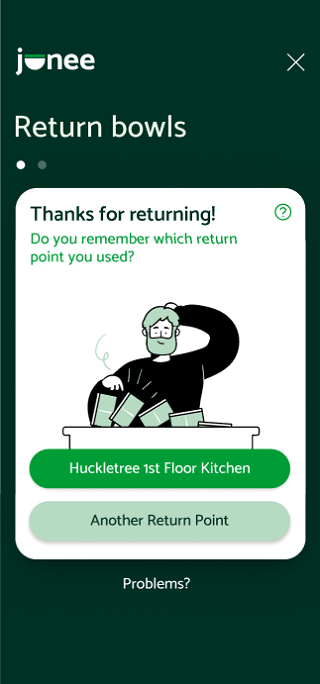 junee
Return bowls
Thanks for returning!
Do you remember which return
point you used?
Huckletree 1st Floor Kitchen
Another Return Point
Problems?